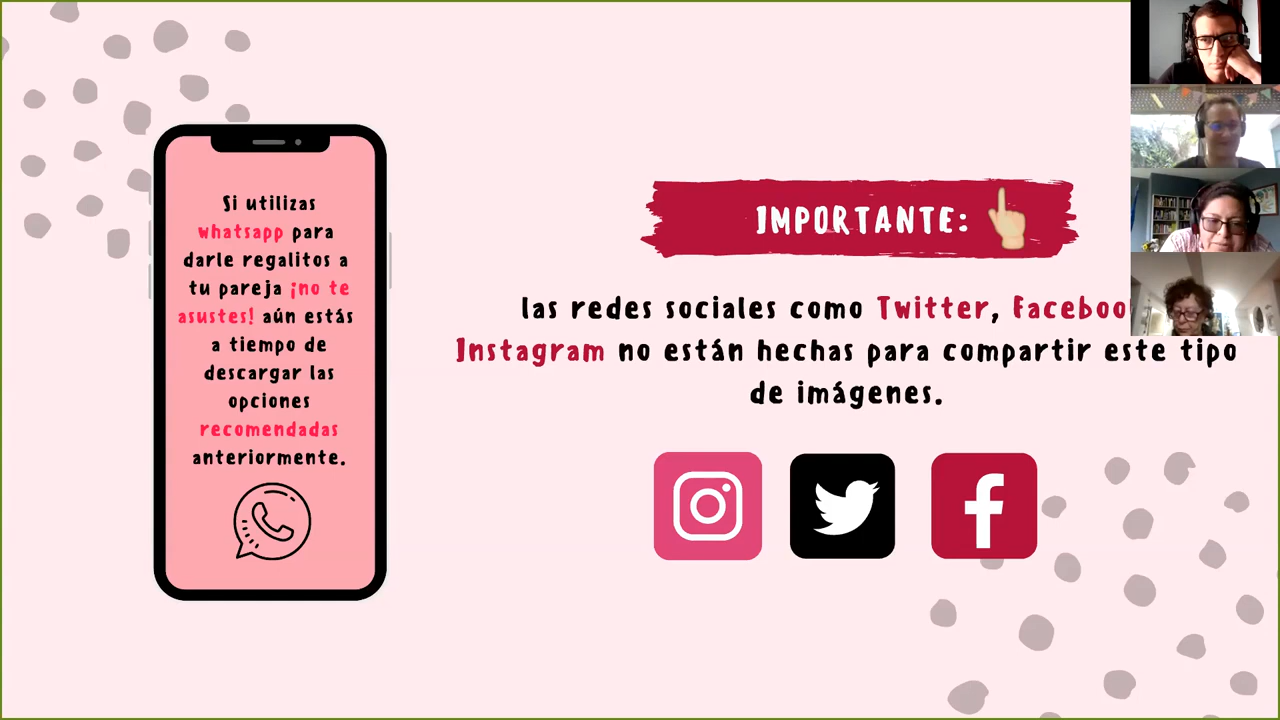 Si utilizas
whatsapp para
darle regalitos a
tu pareja ¡no te
asustes! aún estás
a tiempo de
descargar las
opciones
recomendadas
anteriormente.
IMPORTANTE:
las redes sociales como Twitter,
Instagram no están hechas para compartir este tipo
de imágenes.